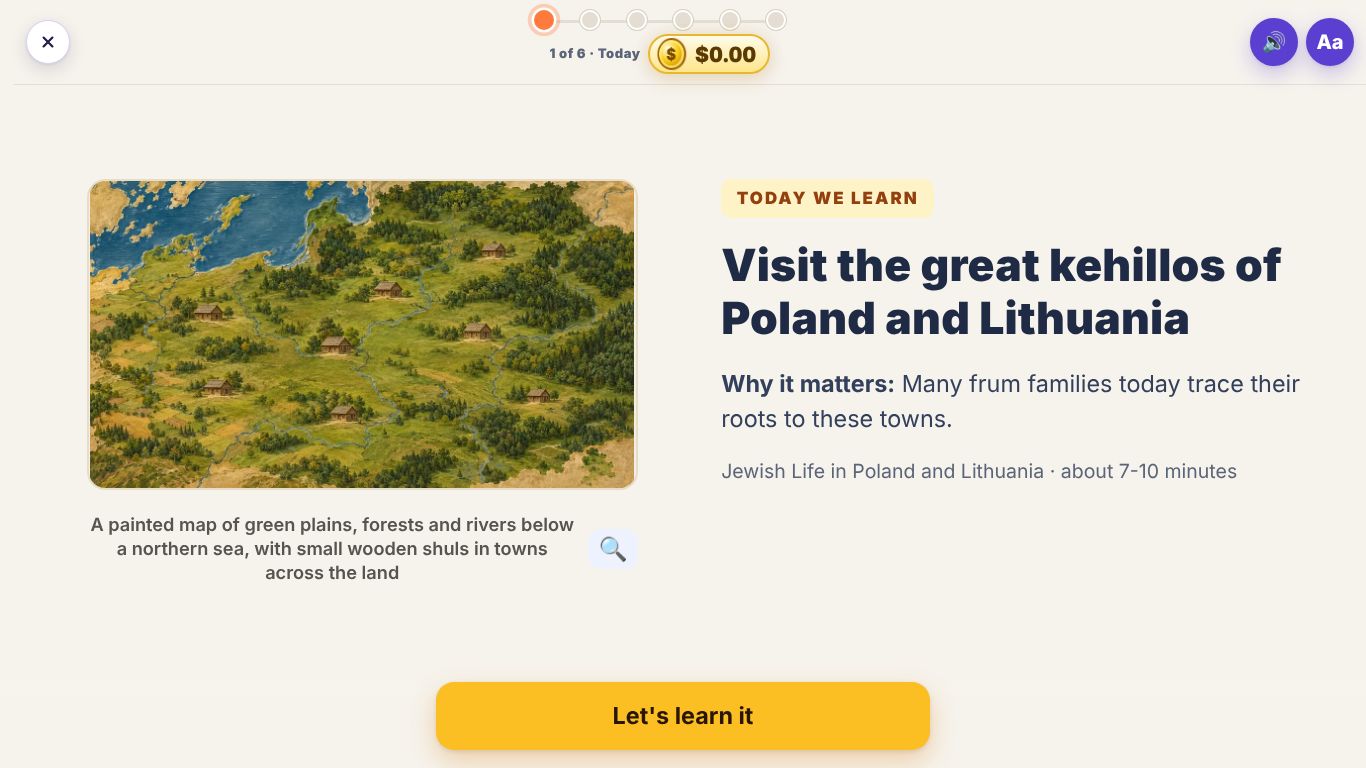 1 of 6 · Today
$ $0.00
Aa
TODAY WE LEARN
Visit the great kehillos of
Poland and Lithuania
Why it matters: Many frum families today trace their
roots to these towns.
Jewish Life in Poland and Lithuania · about 7-10 minutes
A painted map of green plains, forests and rivers below
a northern sea, with small wooden shuls in towns
across the land
Let's learn it